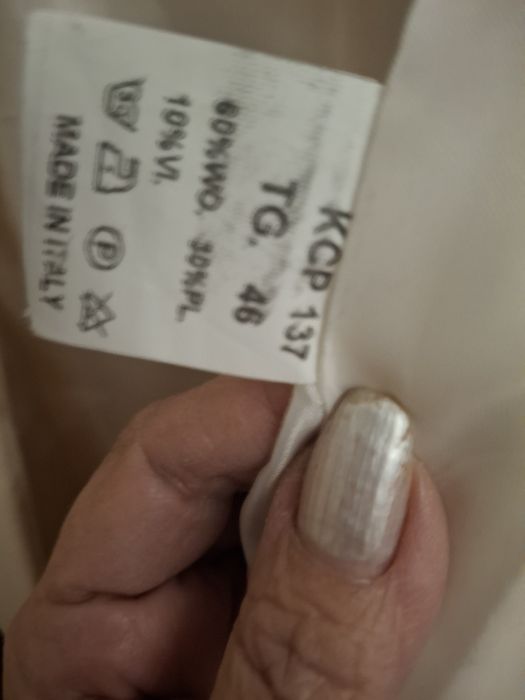 KCP 137
TG. 46
60%WO. 30%PL.
10%VI.
P
MADE IN ITALY